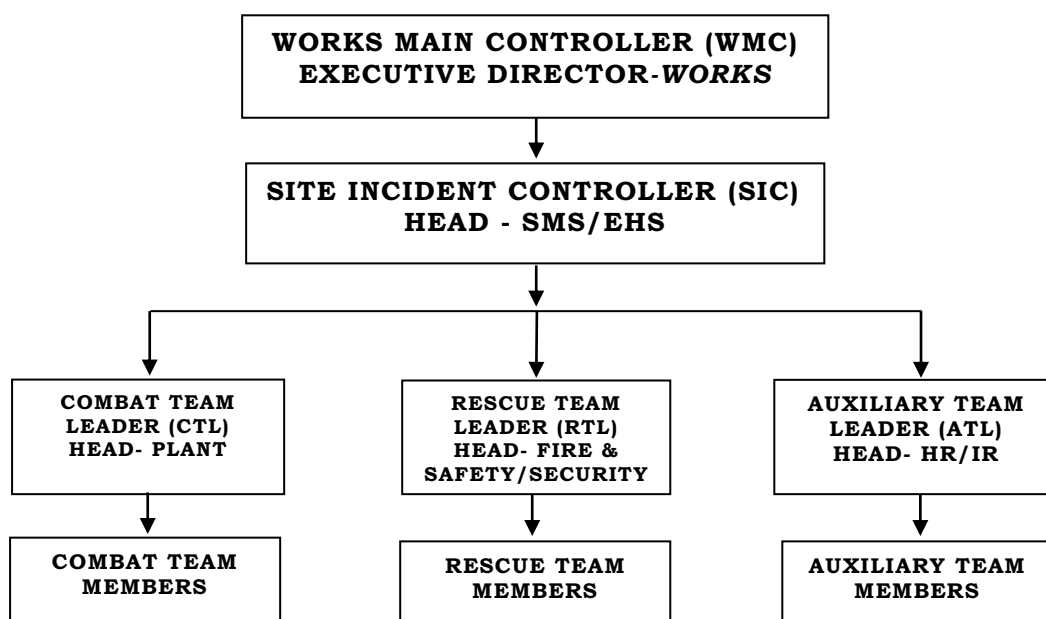 WORKS MAIN CONTROLLER (WMC)
EXECUTIVE DIRECTOR-WORKS
SITE INCIDENT CONTROLLER (SIC)
HEAD - SMS/EHS
COMBAT TEAM
LEADER (CTL)
HEAD- PLANT
RESCUE TEAM
LEADER (RTL)
HEAD- FIRE &
SAFETY/SECURITY
AUXILIARY TEAM
LEADER (ATL)
HEAD- HR/IR
COMBAT TEAM
MEMBERS
RESCUE TEAM
MEMBERS
AUXILIARY TEAM
MEMBERS